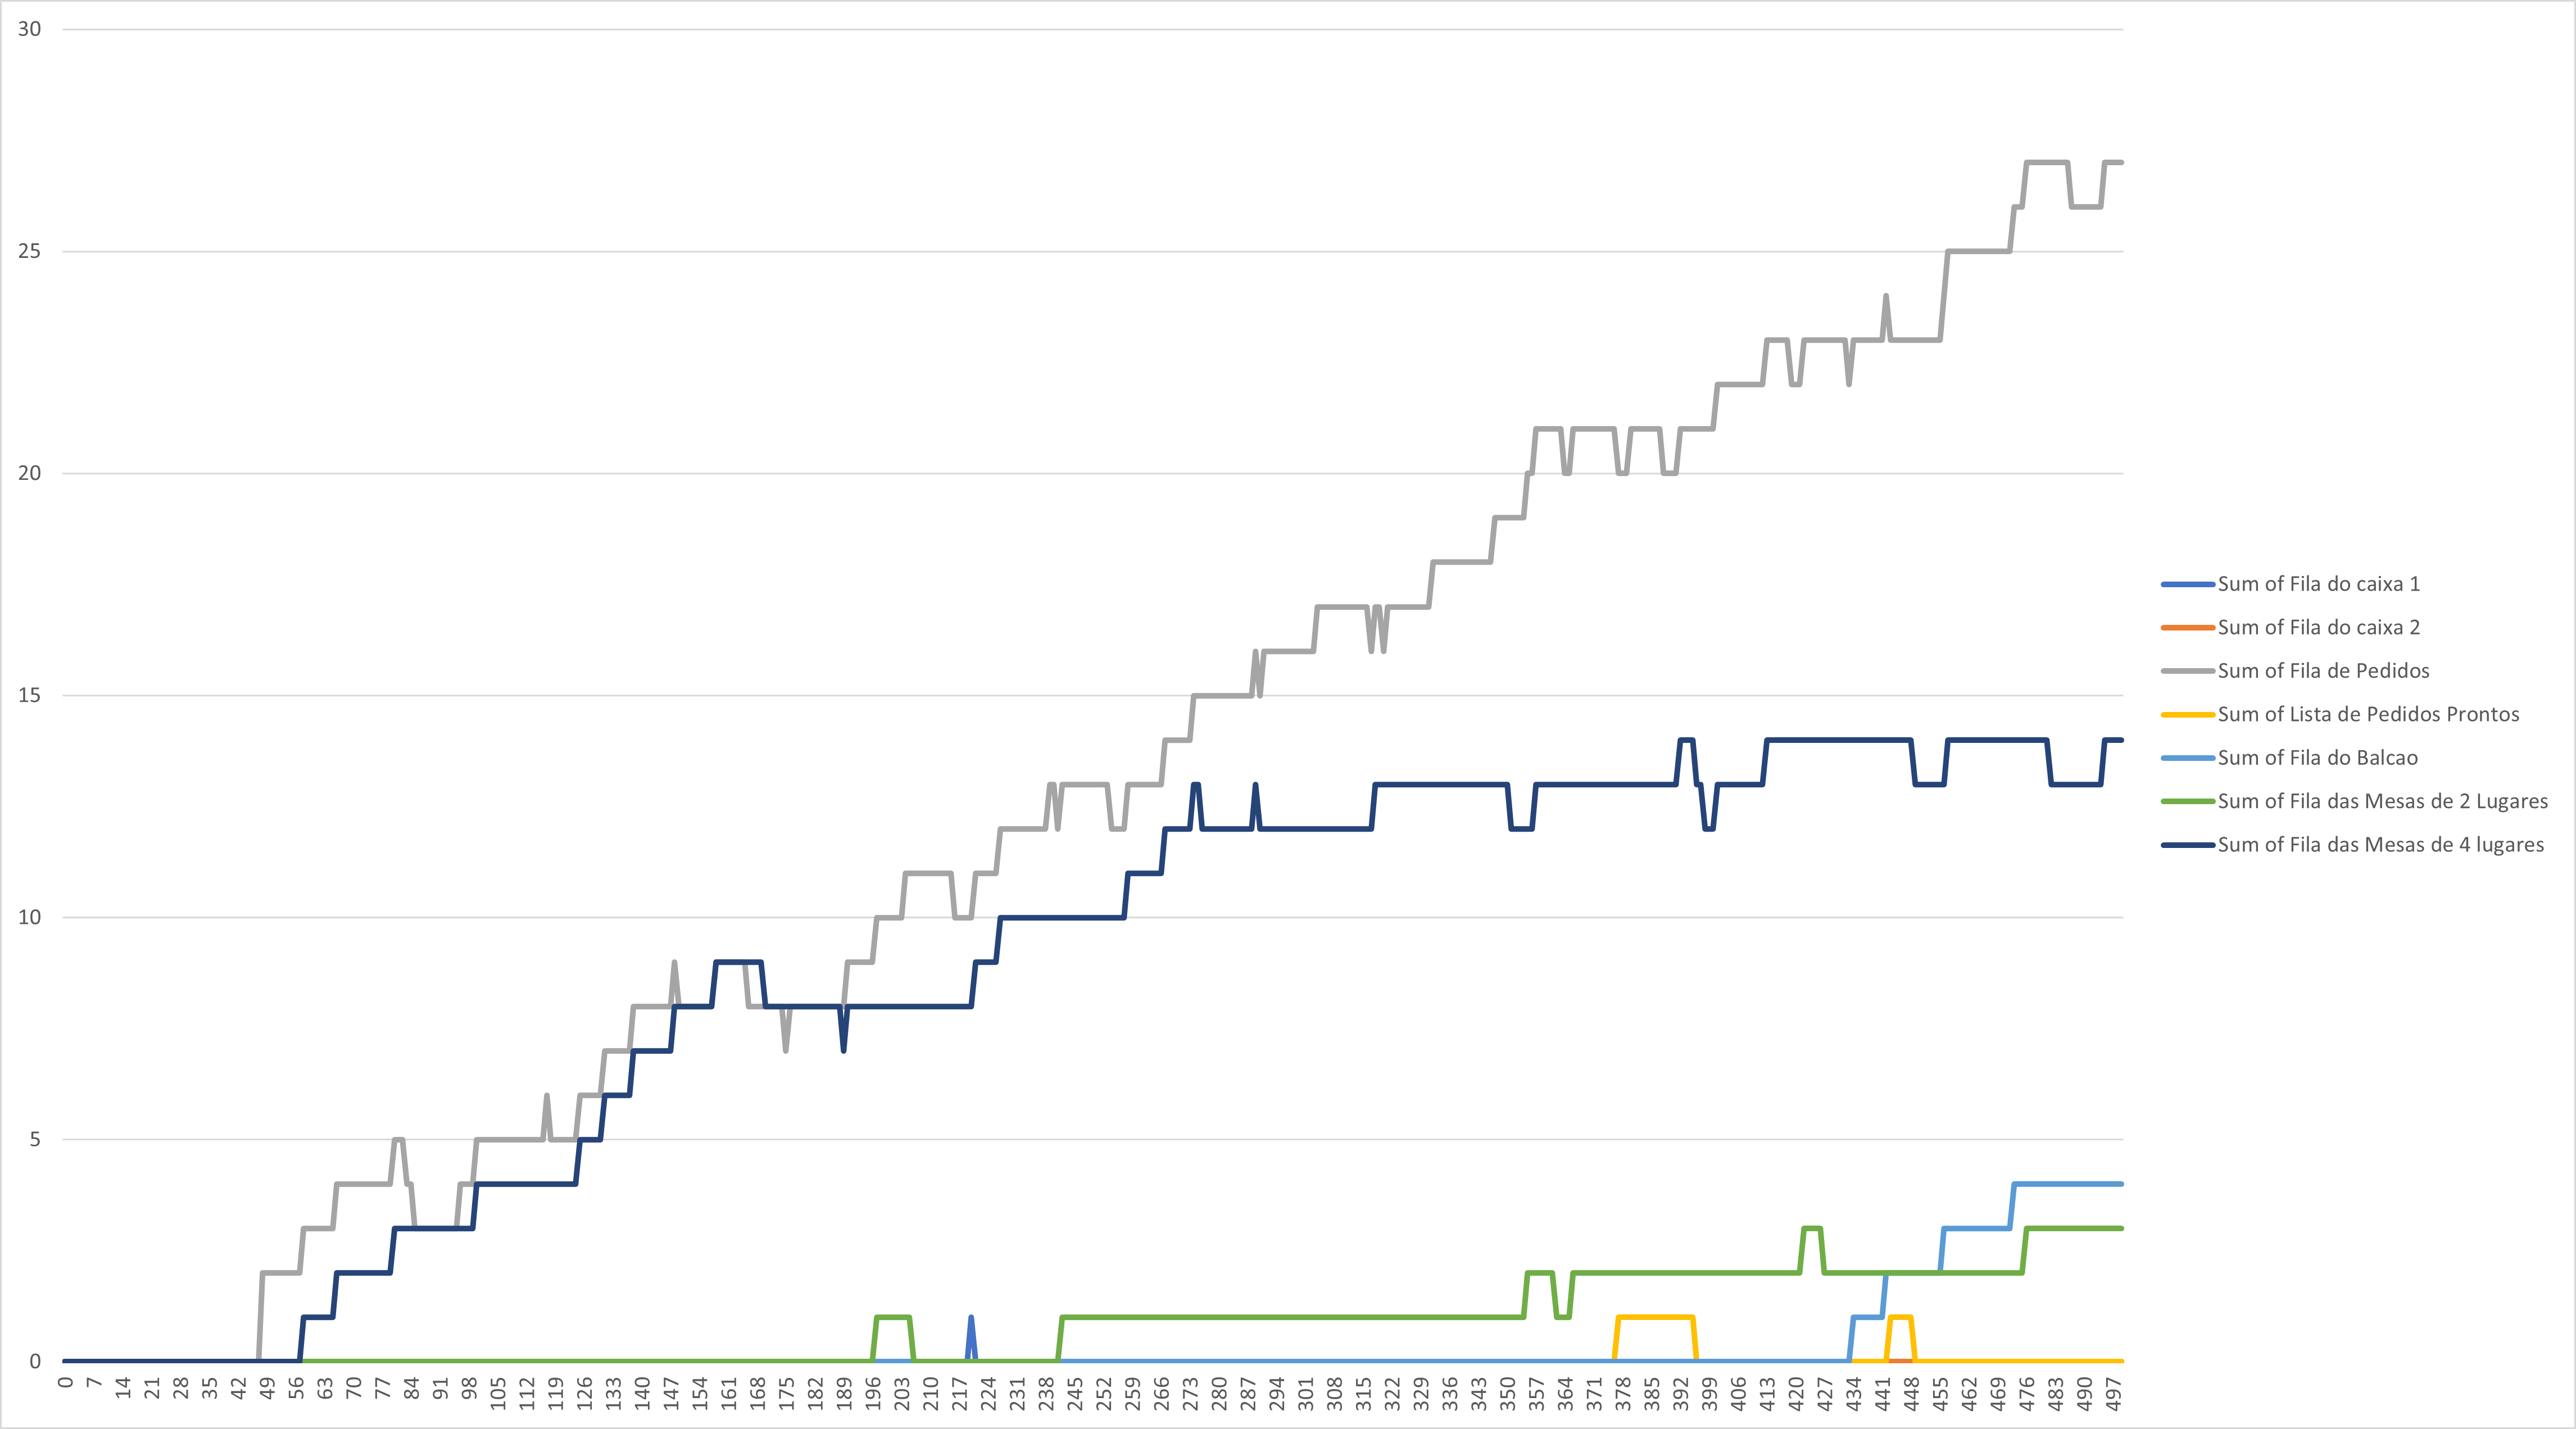 30
25
20
15
10
5
0
0 7 14 21 28 35 42 49 56 63 70 77 84 91 98 105 112 119 126 133 140 147 154 161 168 175 182 189 196 203 210 217 224 231 238 245 252 259 266 273 280 287 294 301 308 315 322 329 336 343 350 357 364 371 378 385 392 399 406 413 420 427 434 441 448 455 462 469 476 483 490 497
Sum of Fila do caixa 1
Sum of Fila do caixa 2
Sum of Fila de Pedidos
Sum of Lista de Pedidos Prontos
Sum of Fila do Balcao
Sum of Fila das Mesas de 2 Lugares
Sum of Fila das Mesas de 4 lugares